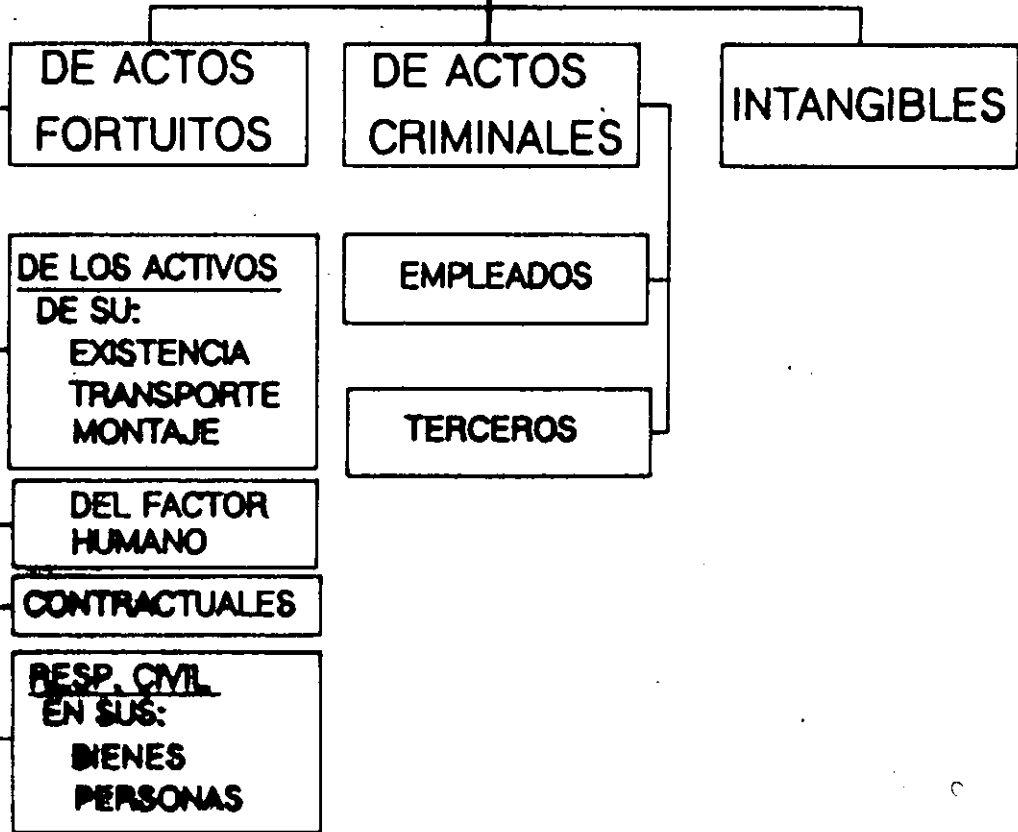 DE ACTOS
FORTUITOS
DE ACTOS
CRIMINALES
INTANGIBLES
DE LOS ACTIVOS
DE SU:
EXISTENCIA
TRANSPORTE
MONTAJE
DEL FACTOR
HUMANO
CONTRACTUALES
RESP. CIVIL
EN SUS:
BIENES
PERSONAS
EMPLEADOS
TERCEROS